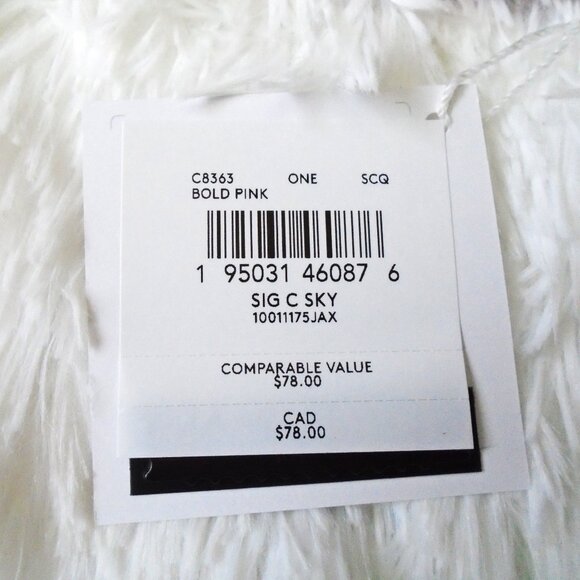 C8363 ONE SCQ
BOLD PINK
1 95031 46087 6
SIG C SKY
10011175JAX
COMPARABLE VALUE
$78.00
CAD
$78.00